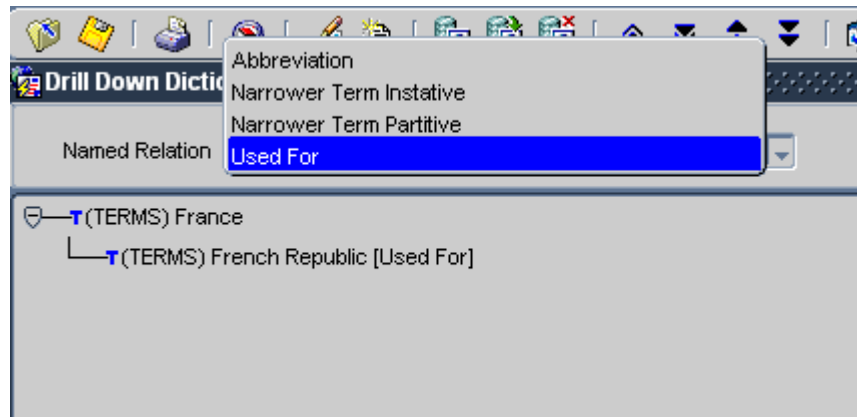 Abbreviation
Drill Down Dictio
Narrower Term Instative
Narrower Term Partitive
Named Relation
Used For
T(TERMS) France
T(TERMS) French Republic [Used For]